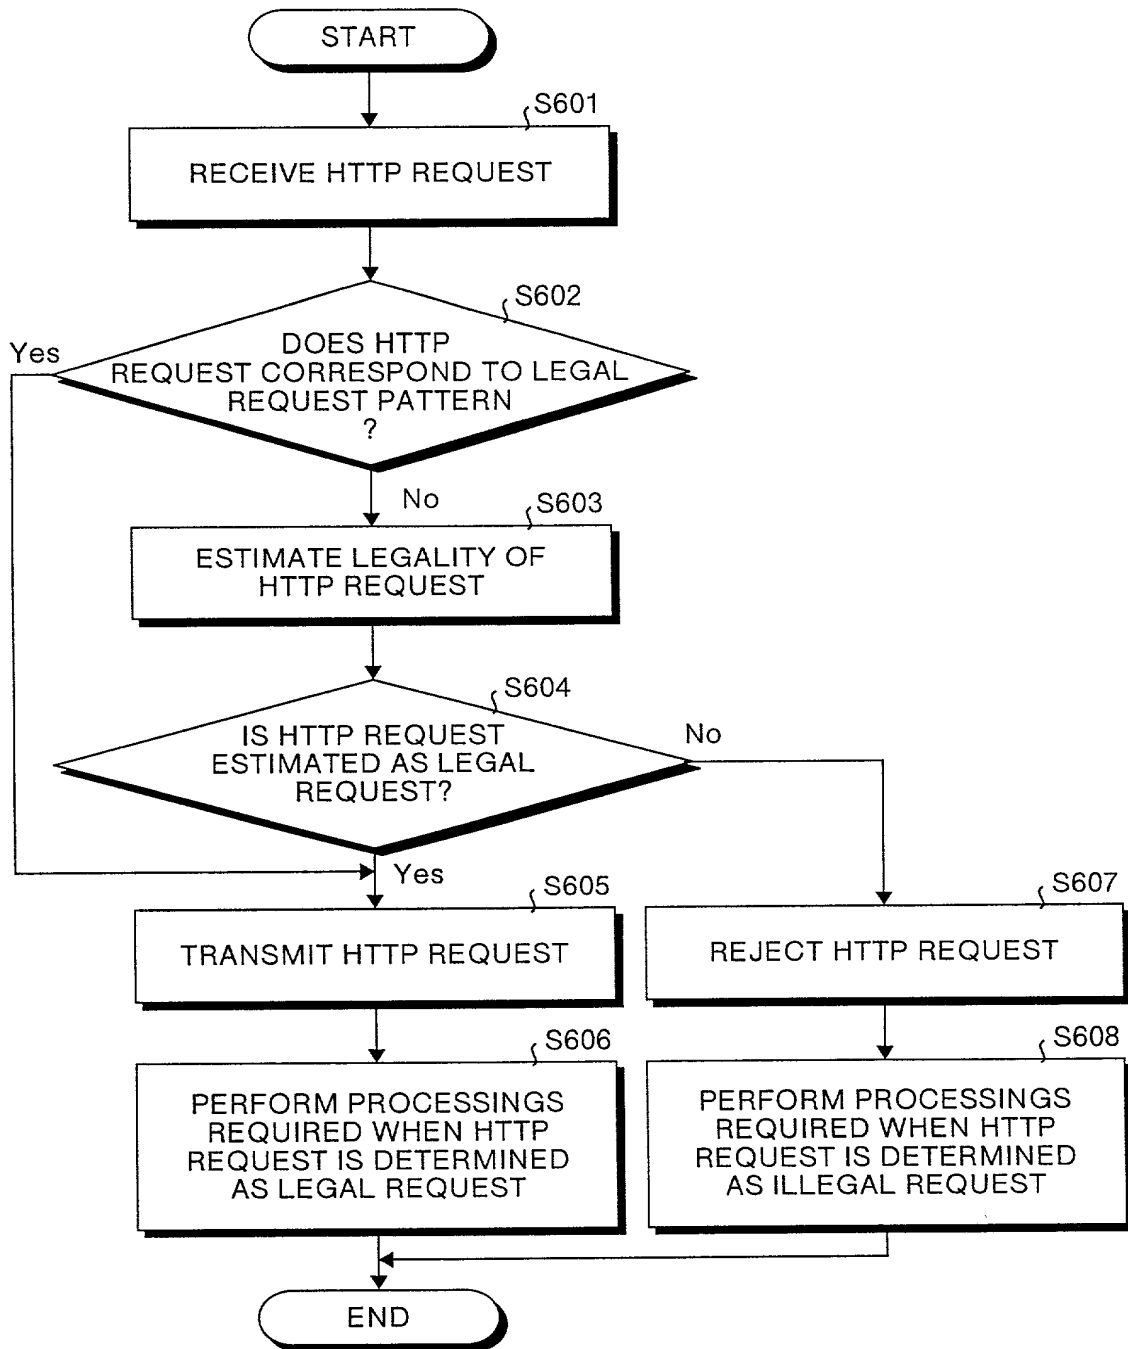 START
S601
RECEIVE HTTP REQUEST
S602
Yes
DOES HTTP
REQUEST CORRESPOND TO LEGAL
REQUEST PATTERN
?
No
S603
ESTIMATE LEGALITY OF
HTTP REQUEST
S604
IS HTTP REQUEST
ESTIMATED AS LEGAL
REQUEST?
No
Yes
S605
TRANSMIT HTTP REQUEST
S607
REJECT HTTP REQUEST
S606
PERFORM PROCESSINGS
REQUIRED WHEN HTTP
REQUEST IS DETERMINED
AS LEGAL REQUEST
S608
PERFORM PROCESSINGS
REQUIRED WHEN HTTP
REQUEST IS DETERMINED
AS ILLEGAL REQUEST
END